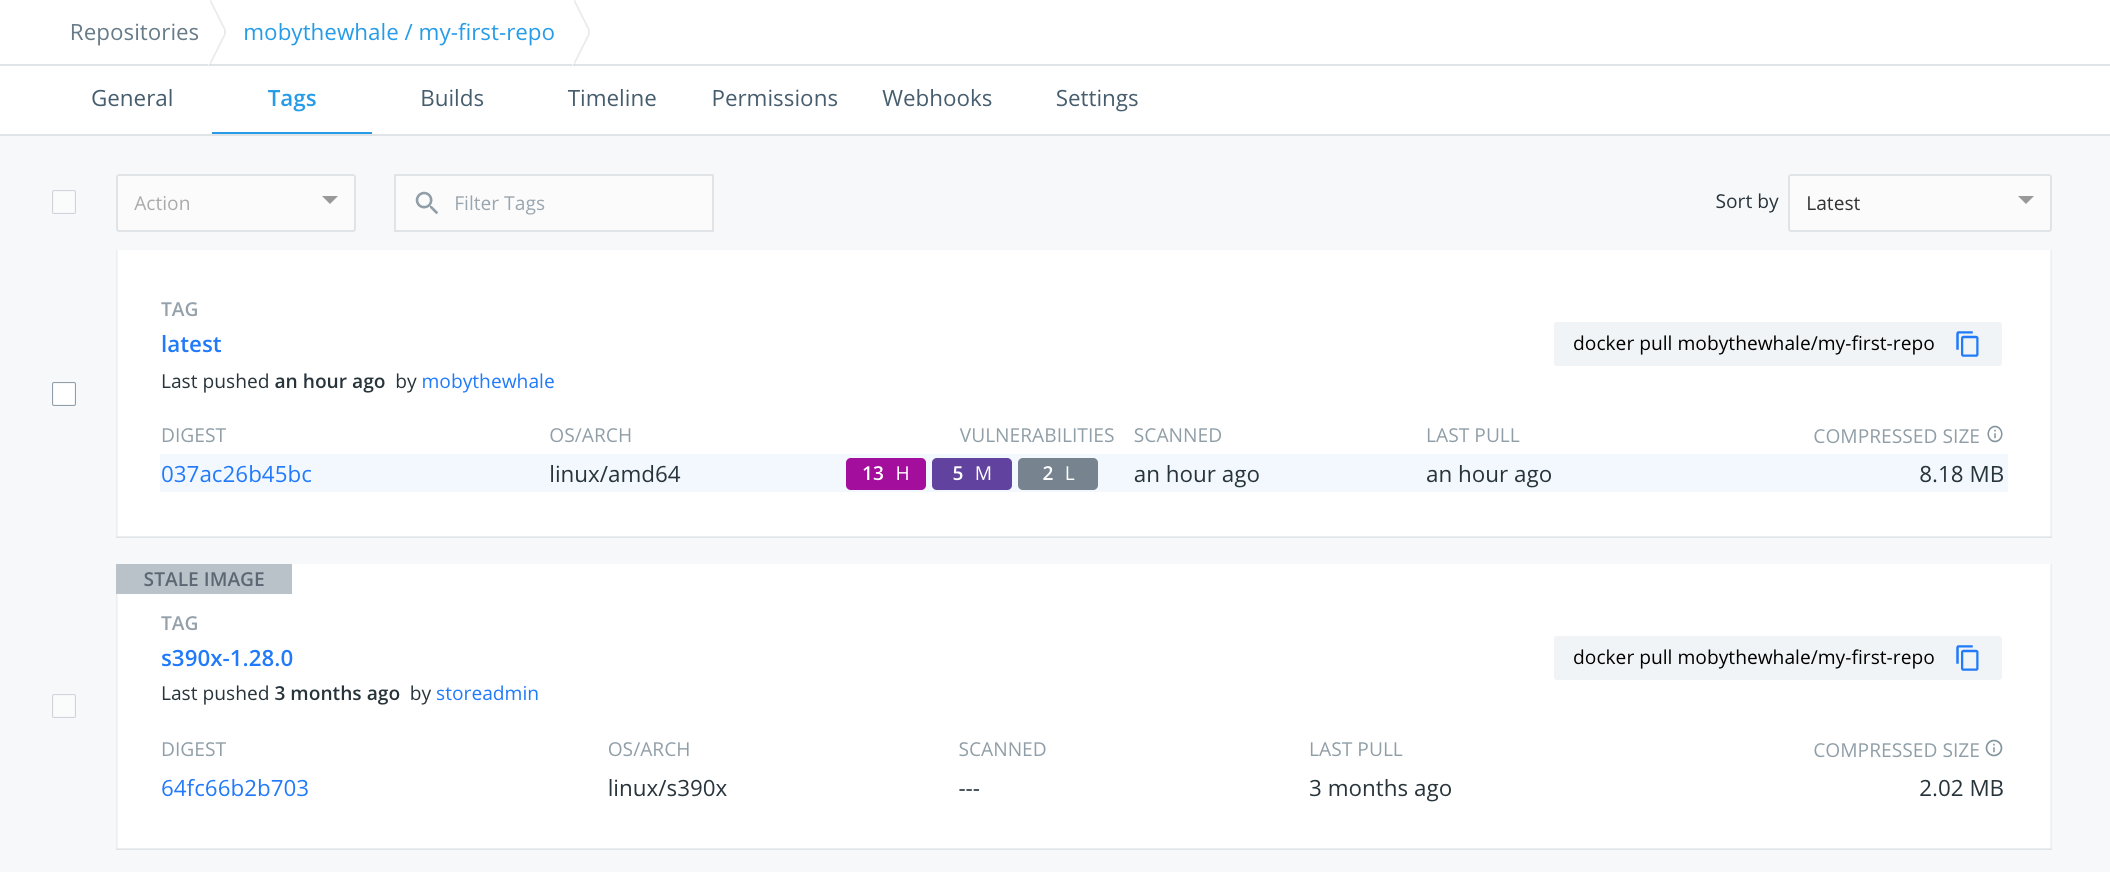 Repositories mobythewhale / my-first-repo
General Tags Builds Timeline Permissions Webhooks Settings
Action Filter Tags Sort by Latest
TAG
latest
docker pull mobythewhale/my-first-repo
Last pushed an hour ago by mobythewhale
DIGEST OS/ARCH VULNERABILITIES SCANNED LAST PULL COMPRESSED SIZE
037ac26b45bc linux/amd64 13 H 5 M 2 L an hour ago an hour ago 8.18 MB
STALE IMAGE
TAG
s390x-1.28.0
docker pull mobythewhale/my-first-repo
Last pushed 3 months ago by storeadmin
DIGEST OS/ARCH SCANNED LAST PULL COMPRESSED SIZE
64fc66b2b703 linux/s390x --- 3 months ago 2.02 MB